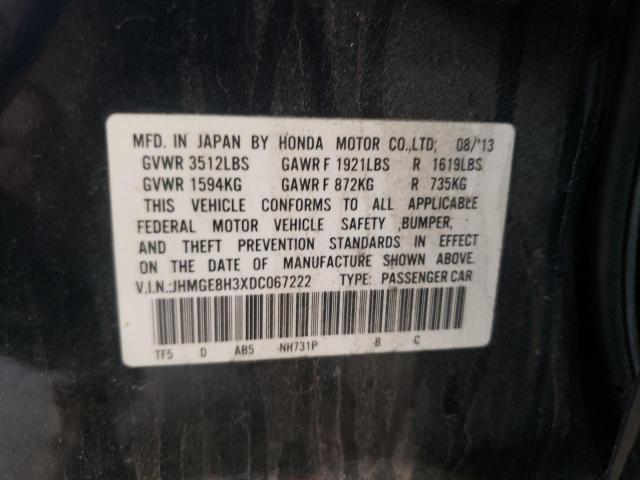 MFD. IN JAPAN BY HONDA MOTOR CO.,LTD; 08/'13
GVWR 3512LBS GAWR F 1921LBS R 1619LBS
GVWR 1594KG GAWR F 872KG R 735KG
THIS VEHICLE CONFORMS TO ALL APPLICABLE
FEDERAL MOTOR VEHICLE SAFETY ,BUMPER,
AND THEFT PREVENTION STANDARDS IN EFFECT
ON THE DATE OF MANUFACTURE SHOWN ABOVE.
V.I.N.:JHMGE8H3XDC067222 TYPE: PASSENGER CAR
TF5 D AB5 -NH731P -B -C